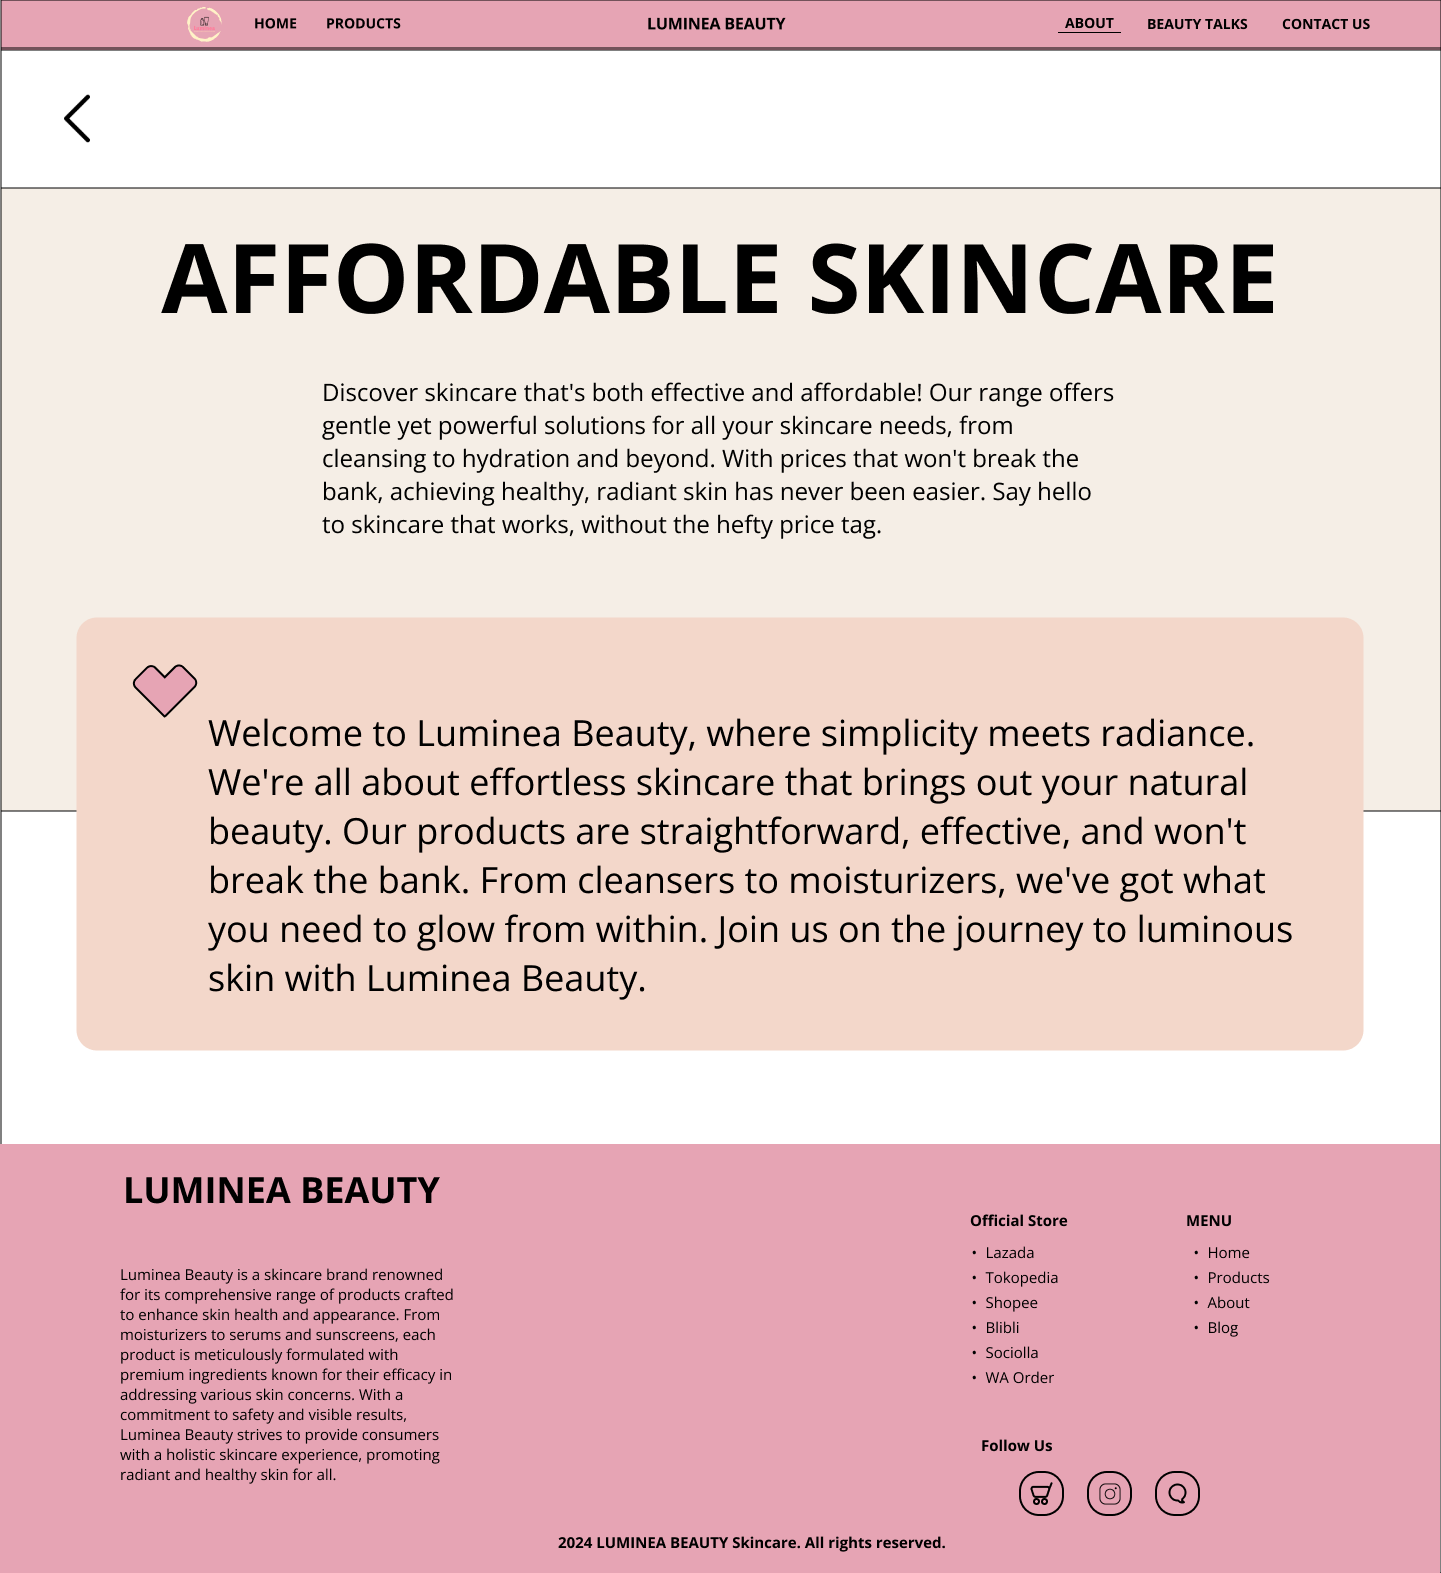 HOME
PRODUCTS
LUMINEA BEAUTY
ABOUT
BEAUTY TALKS
CONTACT US
AFFORDABLE SKINCARE
Discover skincare that's both effective and affordable! Our range offers
gentle yet powerful solutions for all your skincare needs, from
cleansing to hydration and beyond. With prices that won't break the
bank, achieving healthy, radiant skin has never been easier. Say hello
to skincare that works, without the hefty price tag.
Welcome to Luminea Beauty, where simplicity meets radiance.
We're all about effortless skincare that brings out your natural
beauty. Our products are straightforward, effective, and won't
break the bank. From cleansers to moisturizers, we've got what
you need to glow from within. Join us on the journey to luminous
skin with Luminea Beauty.
LUMINEA BEAUTY
Luminea Beauty is a skincare brand renowned
for its comprehensive range of products crafted
to enhance skin health and appearance. From
moisturizers to serums and sunscreens, each
product is meticulously formulated with
premium ingredients known for their efficacy in
addressing various skin concerns. With a
commitment to safety and visible results,
Luminea Beauty strives to provide consumers
with a holistic skincare experience, promoting
radiant and healthy skin for all.
Official Store
• Lazada
• Tokopedia
• Shopee
• Blibli
• Sociolla
• WA Order
MENU
• Home
• Products
• About
• Blog
Follow Us
2024 LUMINEA BEAUTY Skincare. All rights reserved.